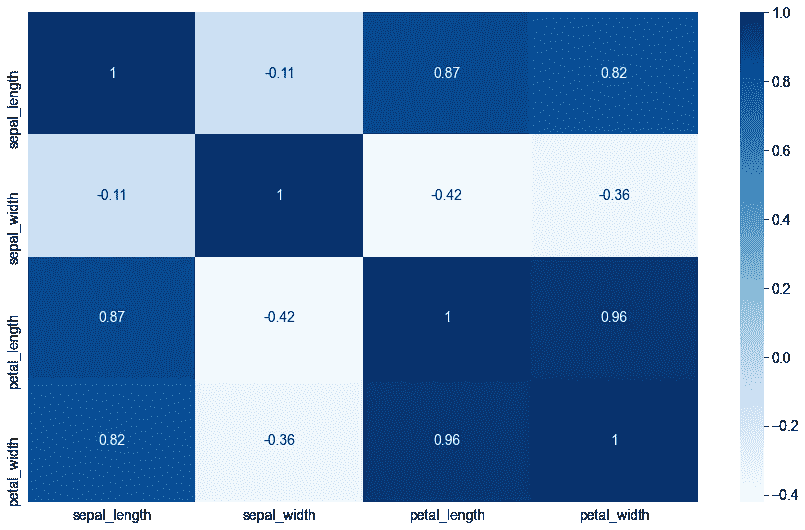 sepal_length 1 -0.11 0.87 0.82
sepal_width -0.11 1 -0.42 -0.36
petal_length 0.87 -0.42 1 0.96
petal_width 0.82 -0.36 0.96 1
sepal_length sepal_width petal_length petal_width
1.0
0.8
0.6
0.4
0.2
0.0
−0.2
−0.4